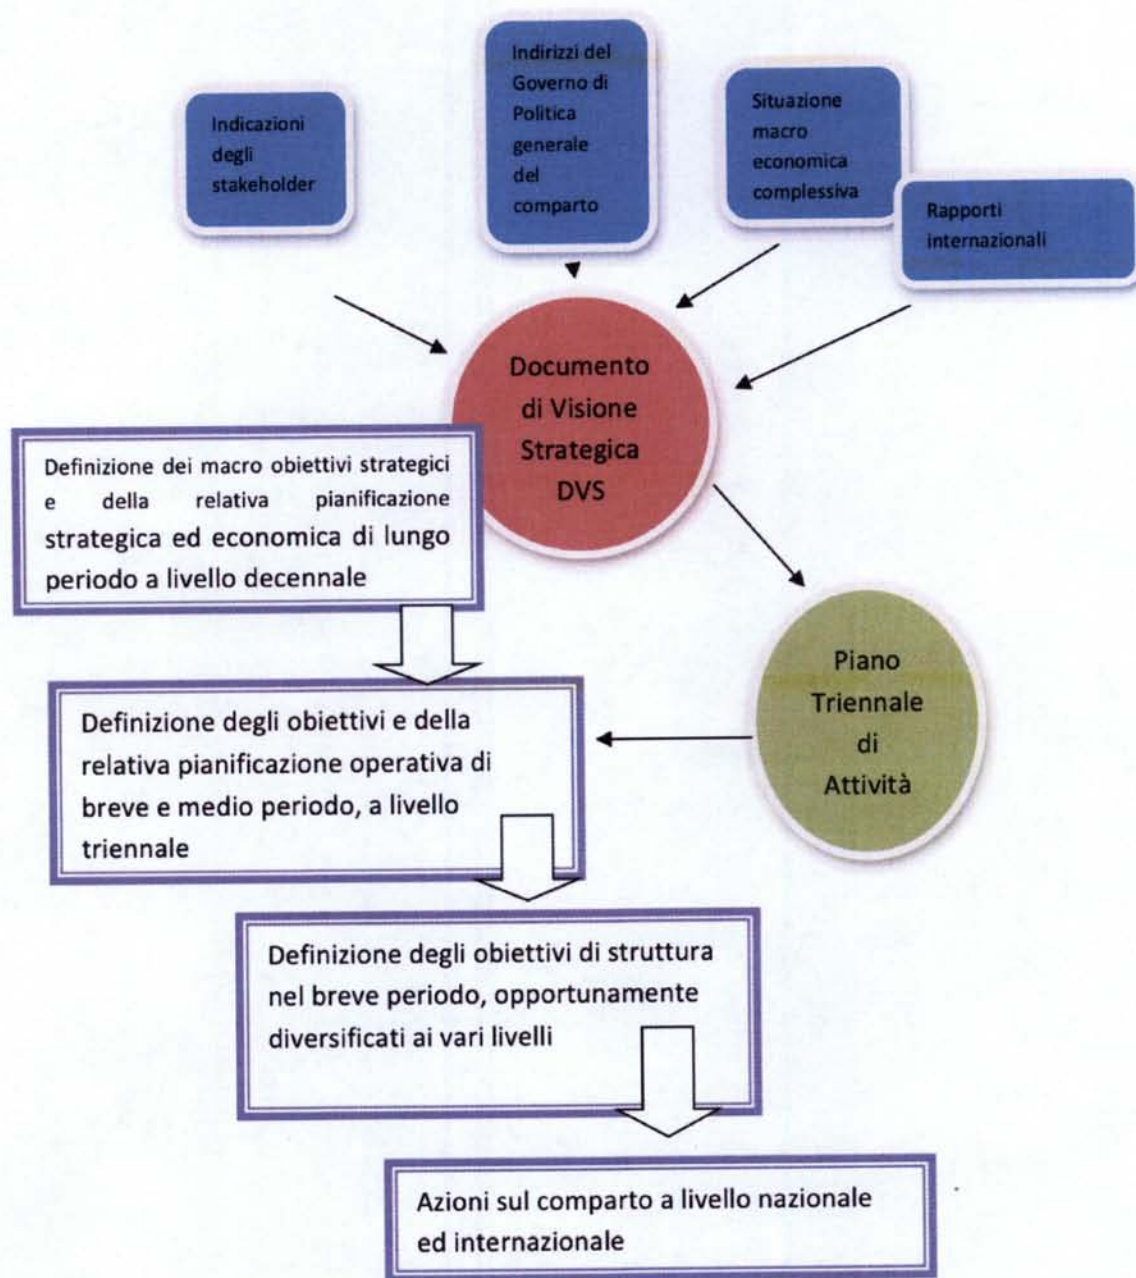 Indicazioni
degli
stakeholder
Indirizzi del
Governo di
Politica
generale
del
comparto
Situazione
macro
economica
complessiva
Rapporti
internazionali
Documento
di Visione
Strategica
DVS
Definizione dei macro obiettivi strategici
e della relativa pianificazione
strategica ed economica di lungo
periodo a livello decennale
Piano
Triennale
di
Attività
Definizione degli obiettivi e della
relativa pianificazione operativa di
breve e medio periodo, a livello
triennale
Definizione degli obiettivi di struttura
nel breve periodo, opportunamente
diversificati ai vari livelli
Azioni sul comparto a livello nazionale
ed internazionale